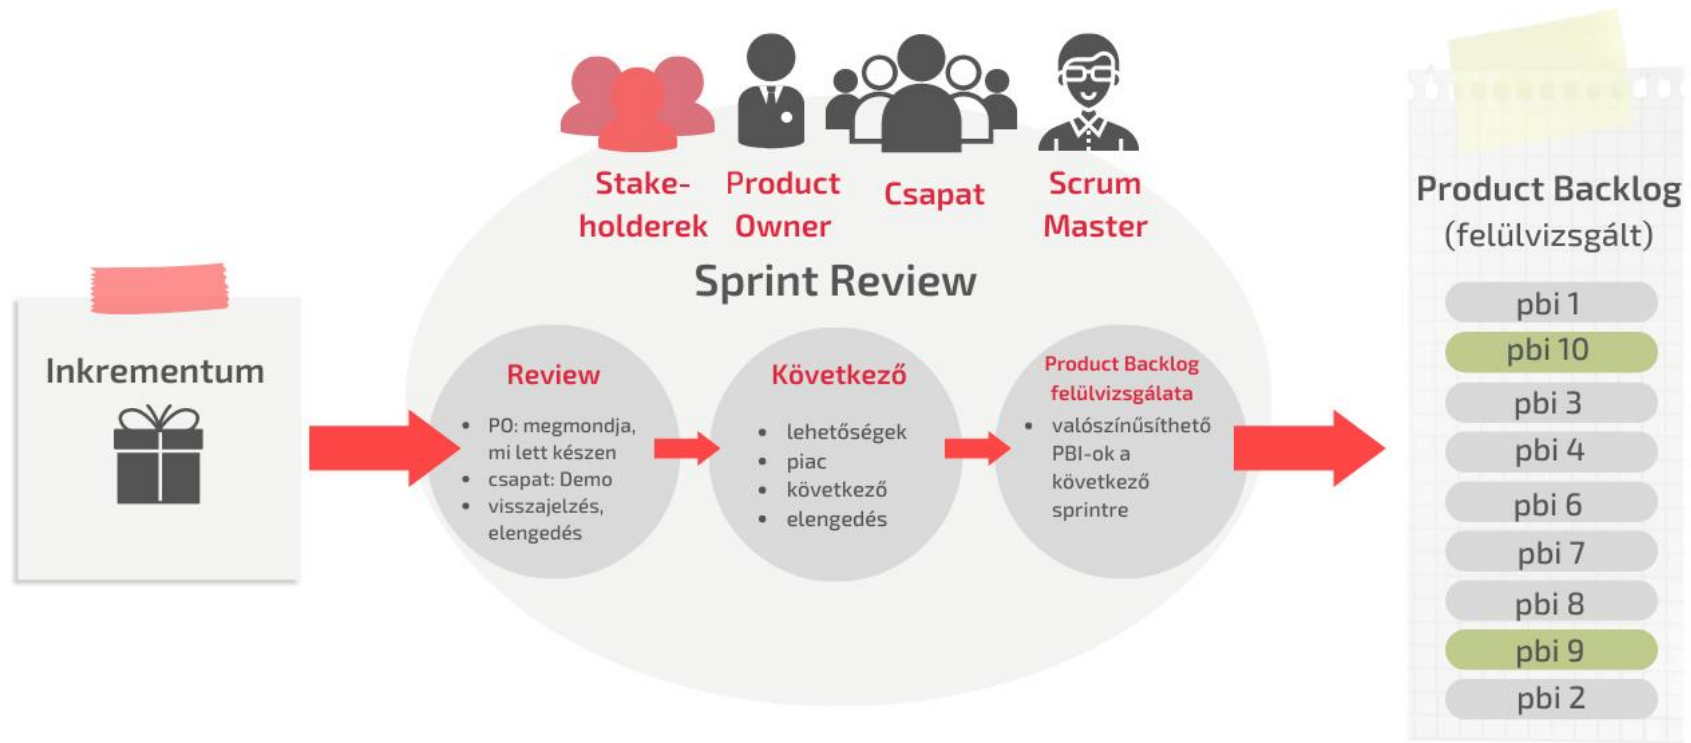 Stake-
holderek
Product
Owner
Csapat
Scrum
Master
Sprint Review
Inkrementum
Review
• PO: megmondja,
mi lett készen
• csapat: Demo
• visszajelzés,
elengedés
Következő
• lehetőségek
• piac
• következő
• elengedés
Product Backlog
felülvizsgálata
• valószínűsíthető
PBI-ok a
következő
sprintre
Product Backlog
(felülvizsgált)
pbi 1
pbi 10
pbi 3
pbi 4
pbi 6
pbi 7
pbi 8
pbi 9
pbi 2